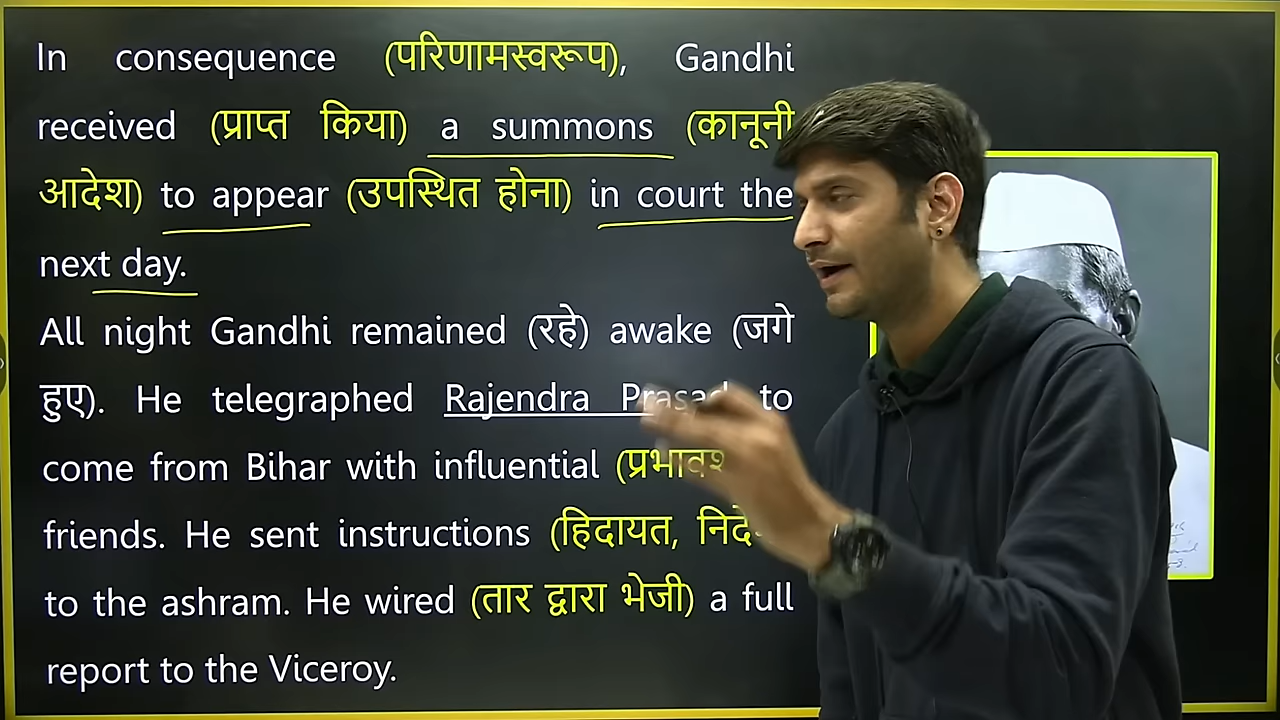 In consequence (परिणामस्वरूप), Gandhi
received (प्राप्त किया) a summons (कानूनी
आदेश) to appear (उपस्थित होना) in court the
next day.
All night Gandhi remained (रहे) awake (जगे
हुए). He telegraphed Rajendra Prasad to
come from Bihar with influential
friends. He sent instructions (हिदायत,
to the ashram. He wired (तार द्वारा भेजी) a full
report to the Viceroy.